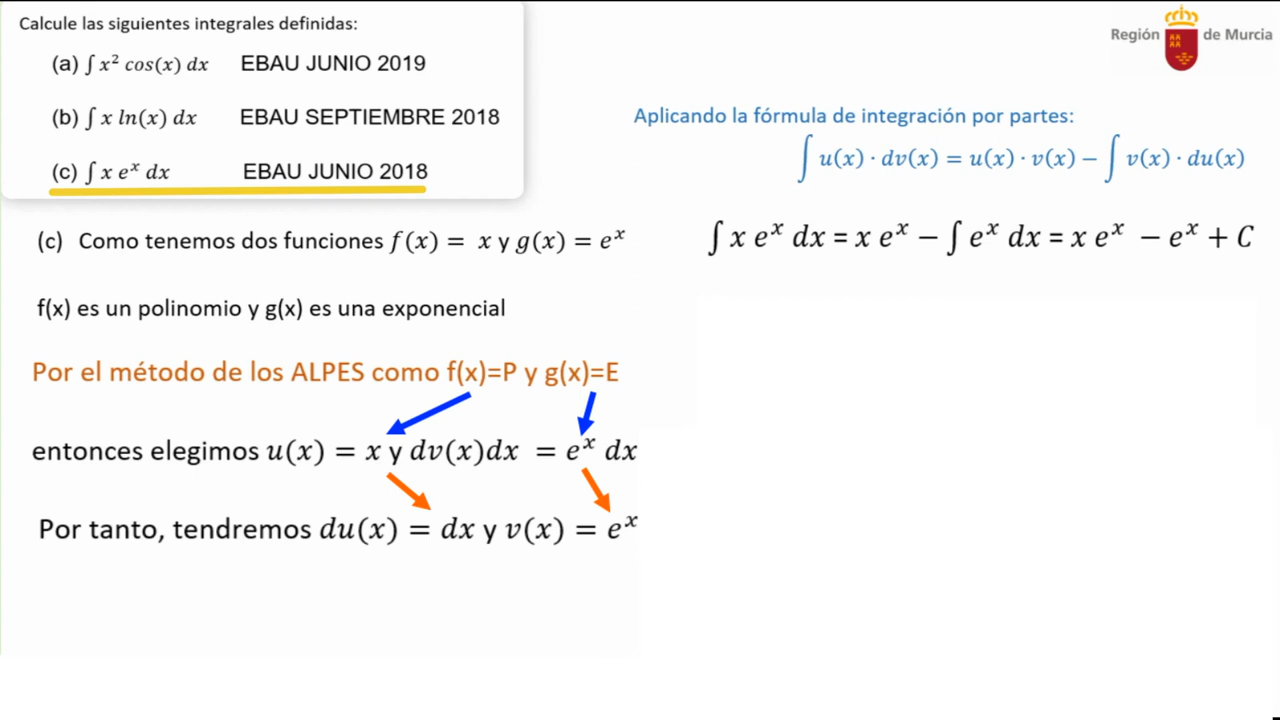 Calcule las siguientes integrales definidas:
(a) ∫ x² cos(x) dx EBAU JUNIO 2019
(b) ∫ x ln(x) dx EBAU SEPTIEMBRE 2018
(c) ∫ x eˣ dx EBAU JUNIO 2018
Región de Murcia
Aplicando la fórmula de integración por partes:
∫ u(x) · dv(x) = u(x) · v(x) − ∫ v(x) · du(x)
(c) Como tenemos dos funciones f(x) = x y g(x) = eˣ
∫ x eˣ dx = x eˣ − ∫ eˣ dx = x eˣ − eˣ + C
f(x) es un polinomio y g(x) es una exponencial
Por el método de los ALPES como f(x)=P y g(x)=E
entonces elegimos u(x) = x y dv(x)dx = eˣ dx
Por tanto, tendremos du(x) = dx y v(x) = eˣ